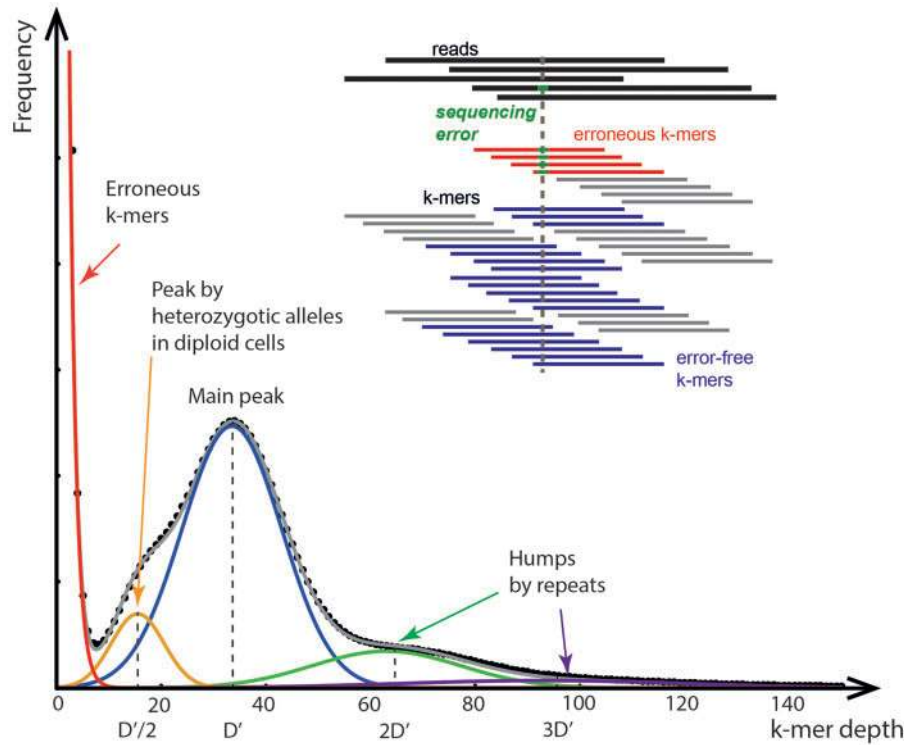 Frequency
reads
sequencing
error
erroneous k-mers
k-mers
error-free
k-mers
Erroneous
k-mers
Peak by
heterozygotic alleles
in diploid cells
Main peak
Humps
by repeats
0 20 40 60 80 100 120 140
D'/2 D' 2D' 3D' k-mer depth